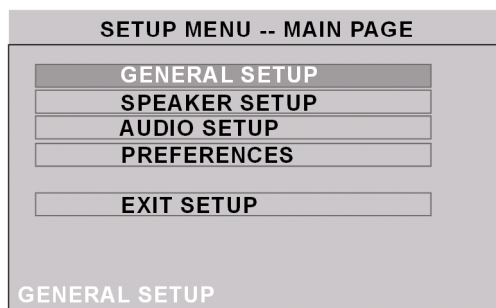 SETUP MENU -- MAIN PAGE
GENERAL SETUP
SPEAKER SETUP
AUDIO SETUP
PREFERENCES
EXIT SETUP
GENERAL SETUP